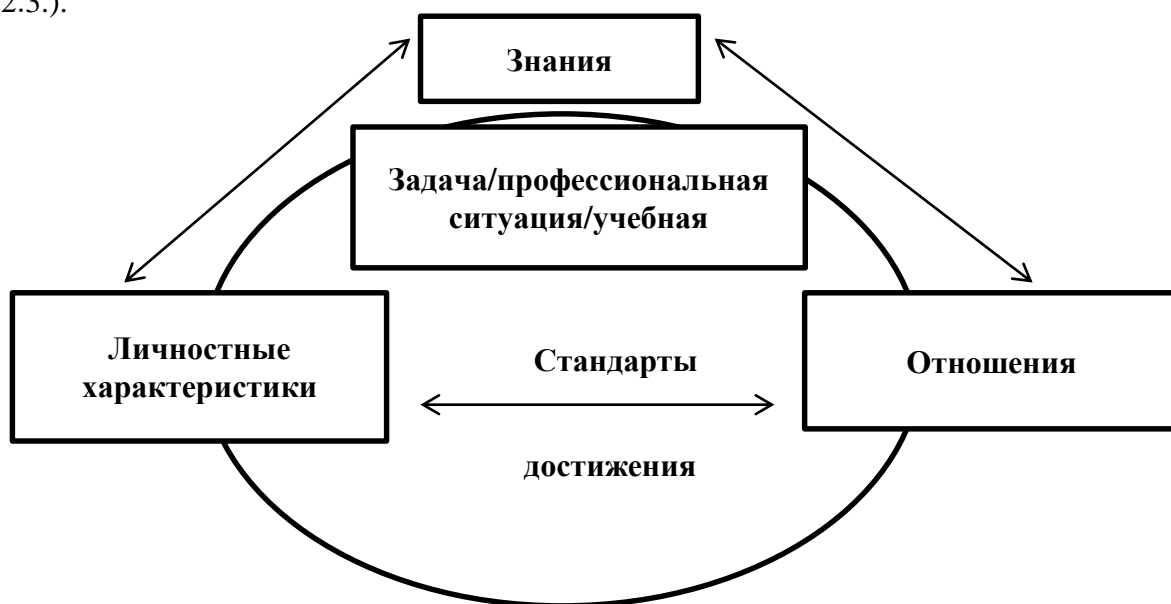 2.3.).
Знания
Задача/профессиональная
ситуация/учебная
Личностные
характеристики
Стандарты
достижения
Отношения